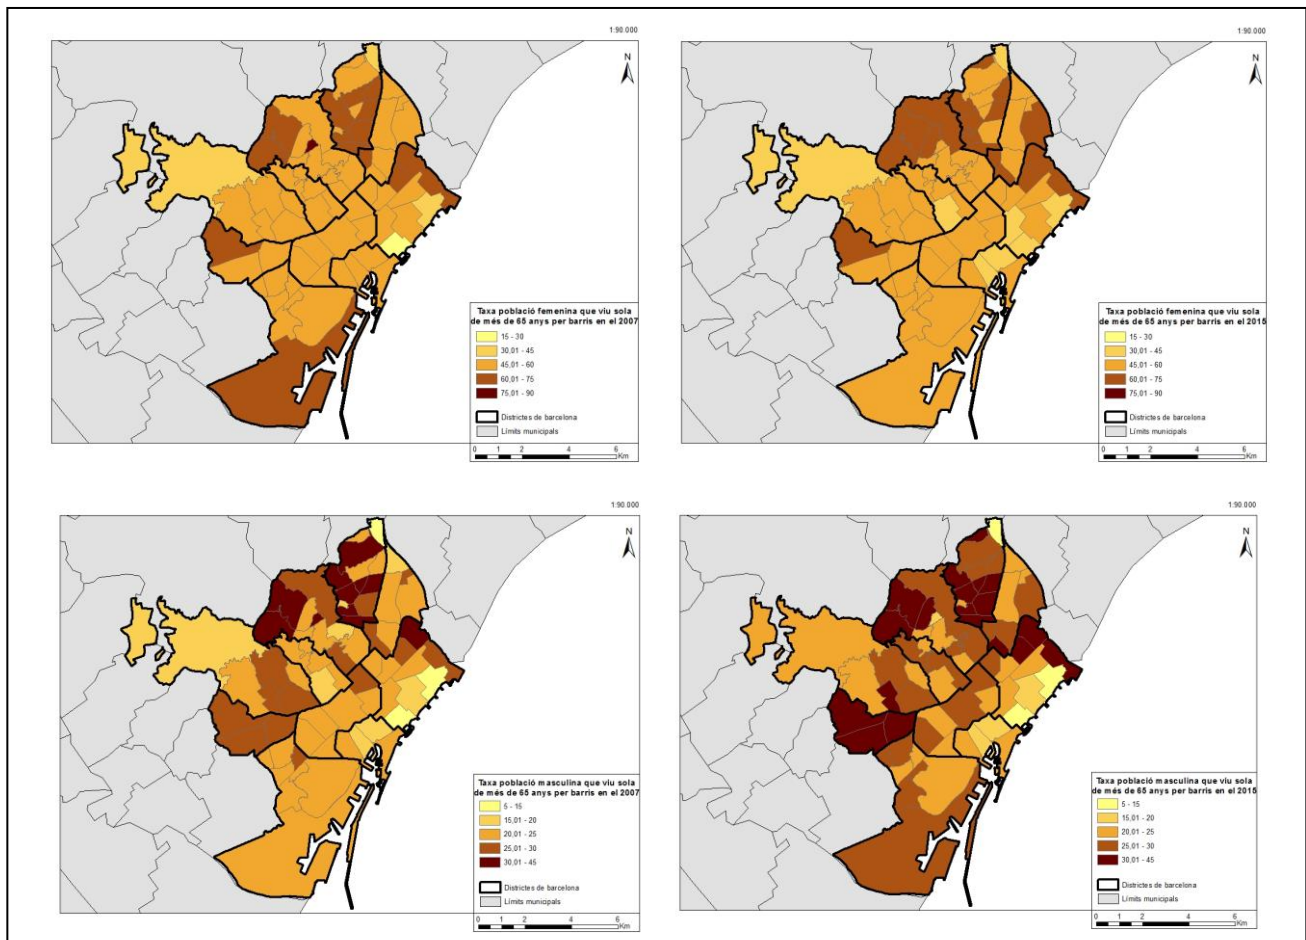 1:90.000
N
Taxa població femenina que viu sola
de més de 65 anys per barris en el 2007
15 - 30
30,01 - 45
45,01 - 60
60,01 - 75
75,01 - 90
Districtes de barcelona
Límits municipals
0 1 2 4 6
Km
1:90.000
N
Taxa població femenina que viu sola
de més de 65 anys per barris en el 2015
15 - 30
30,01 - 45
45,01 - 60
60,01 - 75
75,01 - 90
Districtes de barcelona
Límits municipals
0 1 2 4 6
Km
1:90.000
N
Taxa població masculina que viu sola
de més de 65 anys per barris en el 2007
5 - 15
15,01 - 20
20,01 - 25
25,01 - 30
30,01 - 45
Districtes de barcelona
Límits municipals
0 1 2 4 6
Km
1:90.000
N
Taxa població masculina que viu sola
de més de 65 anys per barris en el 2015
5 - 15
15,01 - 20
20,01 - 25
25,01 - 30
30,01 - 45
Districtes de barcelona
Límits municipals
0 1 2 4 6
Km